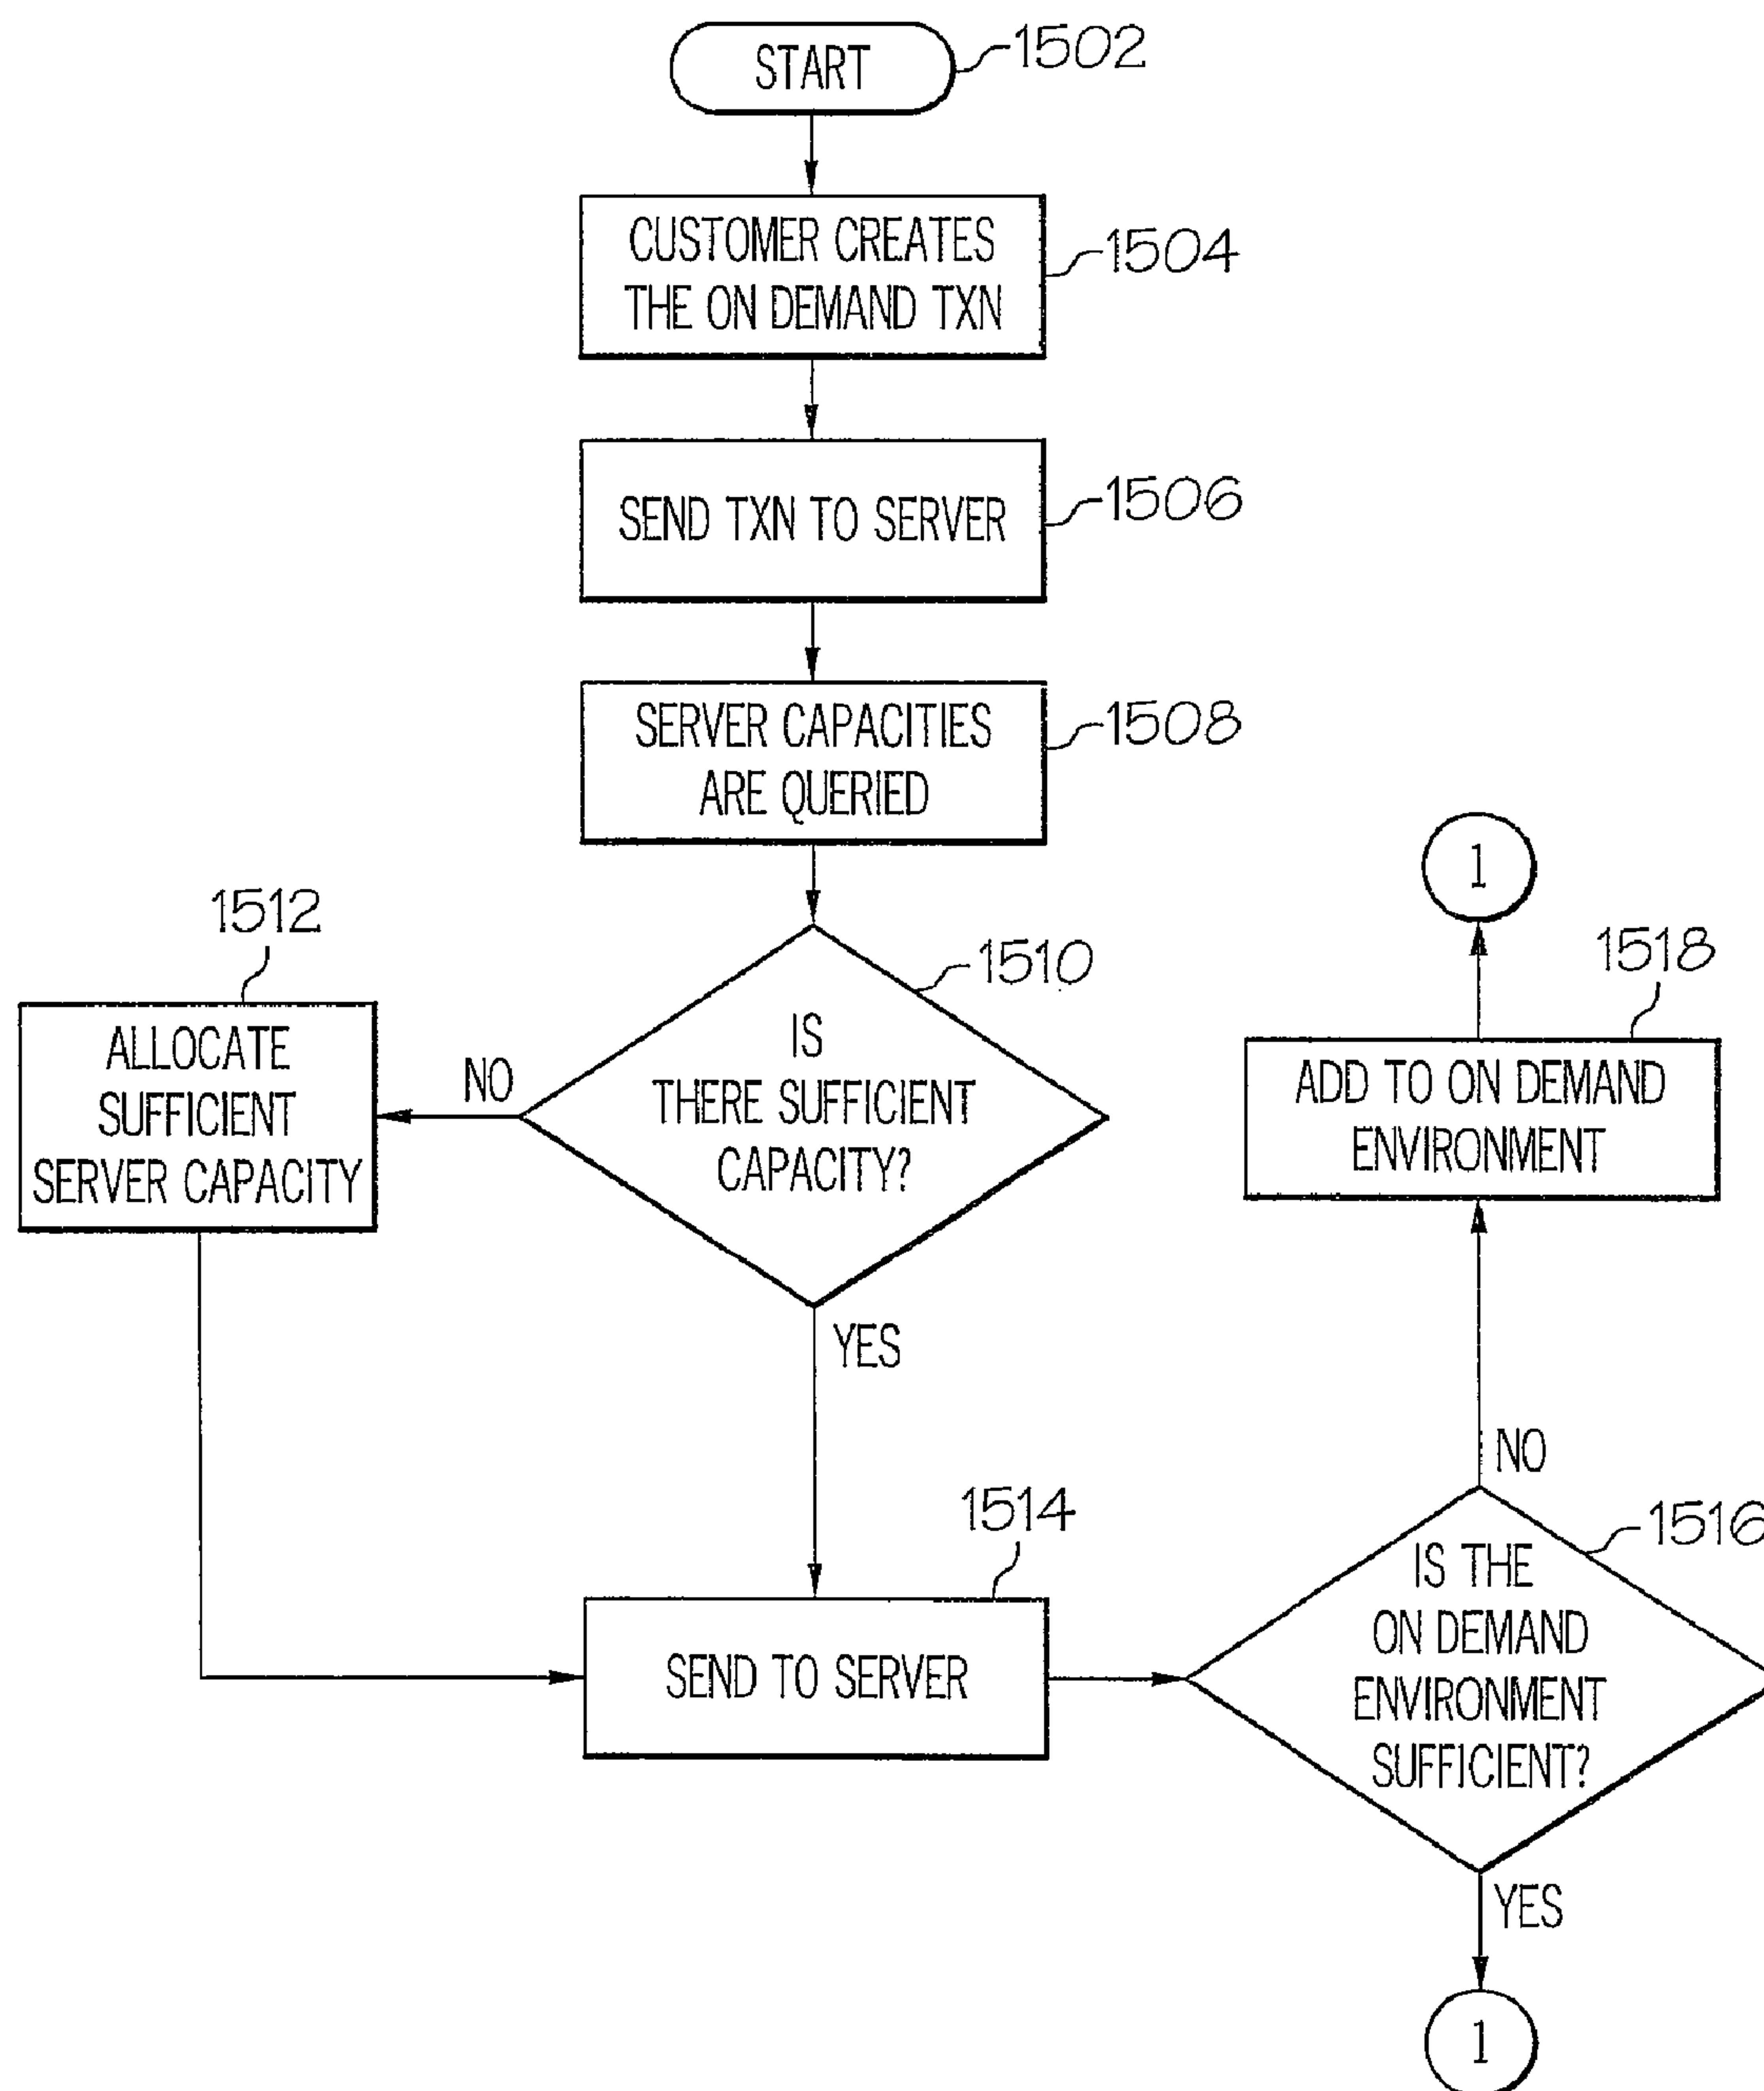 START
1502
CUSTOMER CREATES
THE ON DEMAND TXN
1504
SEND TXN TO SERVER
1506
SERVER CAPACITIES
ARE QUERIED
1508
IS
THERE SUFFICIENT
CAPACITY?
1510
NO
1512
ALLOCATE
SUFFICIENT
SERVER CAPACITY
YES
1514
SEND TO SERVER
IS THE
ON DEMAND
ENVIRONMENT
SUFFICIENT?
1516
NO
1518
ADD TO ON DEMAND
ENVIRONMENT
1
YES
1